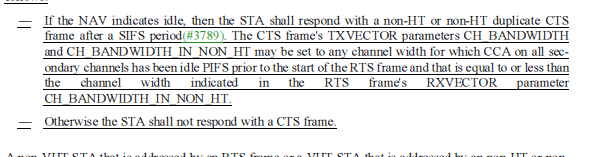 — If the NAV indicates idle, then the STA shall respond with a non-HT or non-HT duplicate CTS
frame after a SIFS period(#3789). The CTS frame's TXVECTOR parameters CH_BANDWIDTH
and CH_BANDWIDTH_IN_NON_HT may be set to any channel width for which CCA on all sec-
ondary channels has been idle PIFS prior to the start of the RTS frame and that is equal to or less than
the channel width indicated in the RTS frame's RXVECTOR parameter
CH_BANDWIDTH_IN_NON_HT.
— Otherwise the STA shall not respond with a CTS frame.